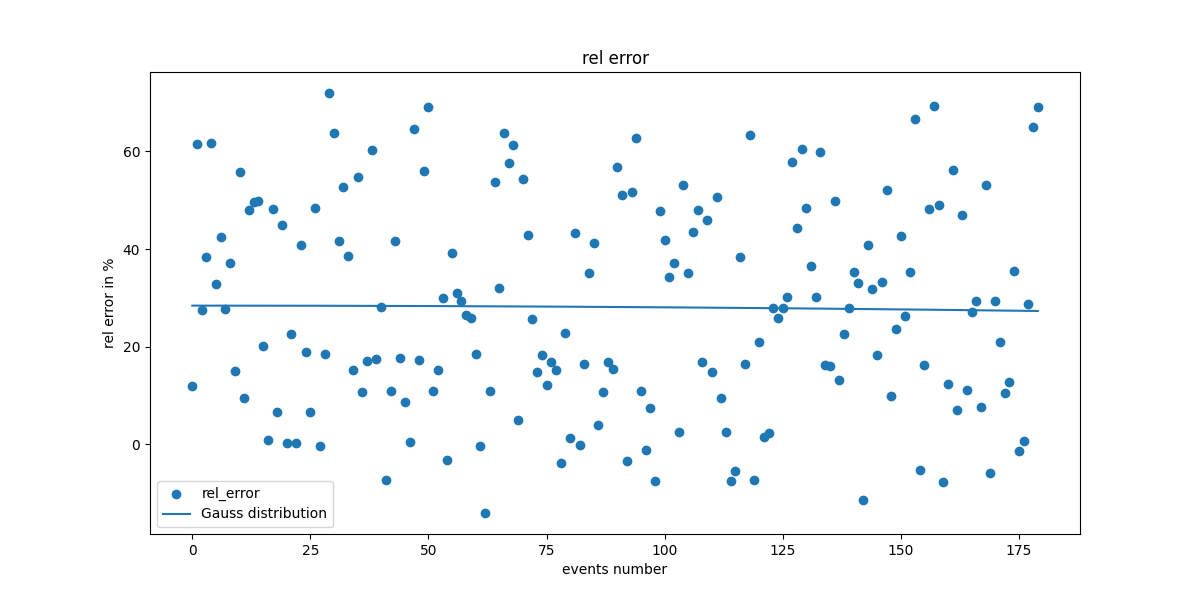 rel error
rel error in %
60
40
20
0
rel_error
Gauss distribution
0 25 50 75 100 125 150 175
events number